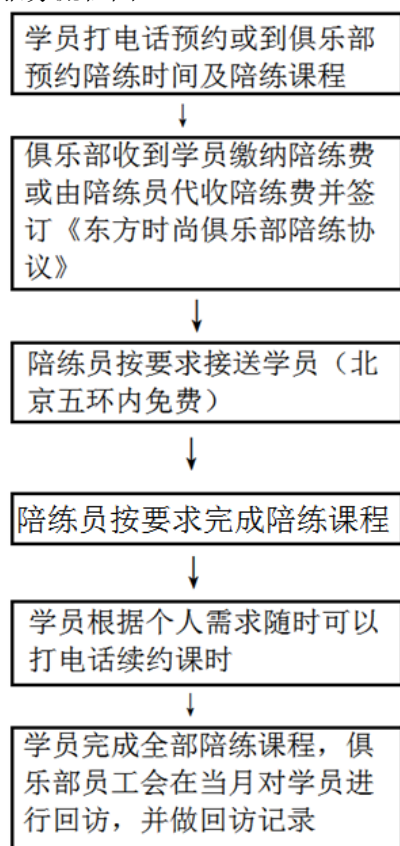 学员打电话预约或到俱乐部
预约陪练时间及陪练课程
俱乐部收到学员缴纳陪练费
或由陪练员代收陪练费并签
订《东方时尚俱乐部陪练协
议》
陪练员按要求接送学员（北
京五环内免费）
陪练员按要求完成陪练课程
学员根据个人需求随时可以
打电话续约课时
学员完成全部陪练课程，俱
乐部员工会在当月对学员进
行回访，并做回访记录